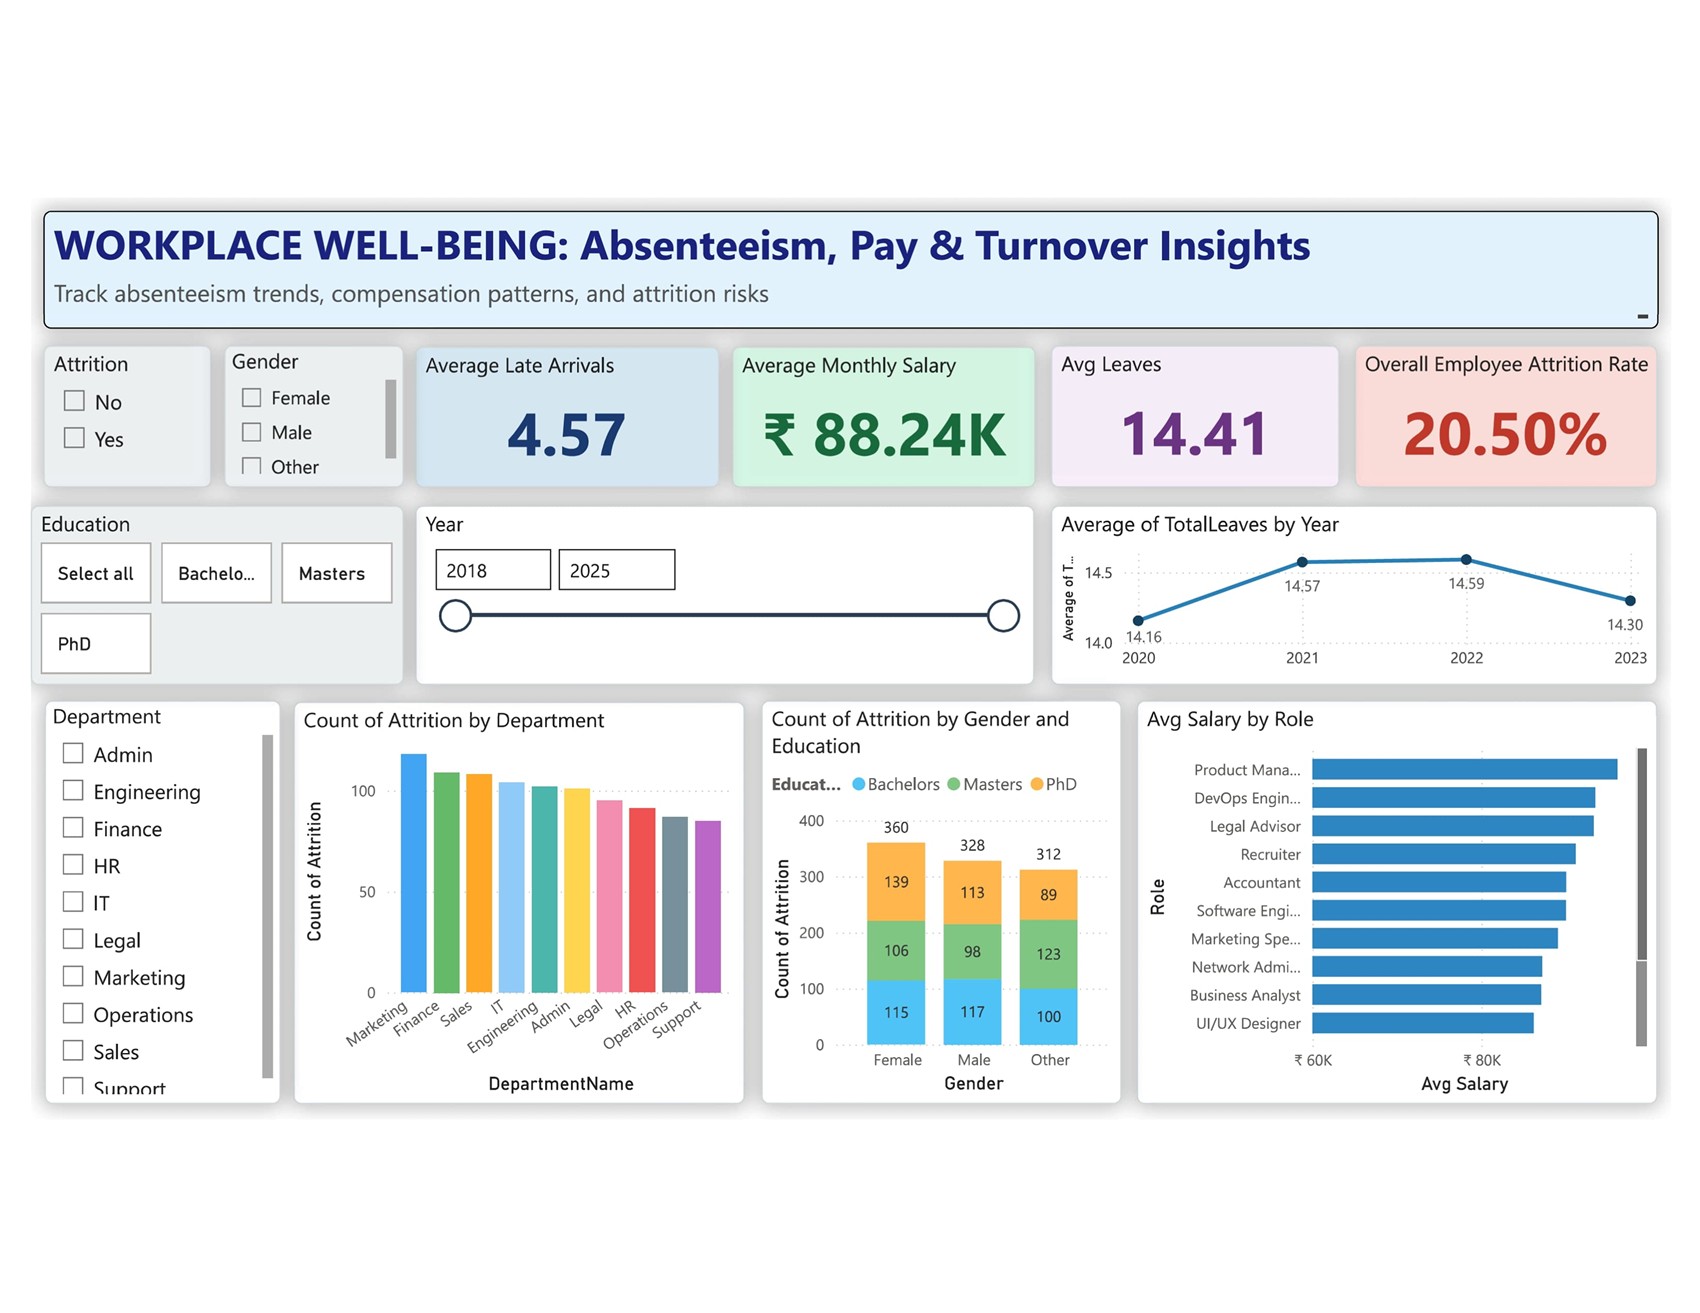 WORKPLACE WELL-BEING: Absenteeism, Pay & Turnover Insights
Track absenteeism trends, compensation patterns, and attrition risks
Attrition
No
Yes
Gender
Female
Male
Other
Average Late Arrivals
4.57
Average Monthly Salary
₹ 88.24K
Avg Leaves
14.41
Overall Employee Attrition Rate
20.50%
Education
Select all
Bachelo...
Masters
PhD
Year
2018
2025
Average of TotalLeaves by Year
Average of T...
14.5
14.0
14.16
14.57
14.59
14.30
2020
2021
2022
2023
Department
Admin
Engineering
Finance
HR
IT
Legal
Marketing
Operations
Sales
Support
Count of Attrition by Department
Count of Attrition
100
50
0
Marketing
Finance
Sales
IT
Engineering
Admin
Legal
HR
Operations
Support
DepartmentName
Count of Attrition by Gender and
Education
Educat... Bachelors Masters PhD
Count of Attrition
400
300
200
100
0
360
139
106
115
328
113
98
117
312
89
123
100
Female
Male
Other
Gender
Avg Salary by Role
Role
Product Mana...
DevOps Engin...
Legal Advisor
Recruiter
Accountant
Software Engi...
Marketing Spe...
Network Admi...
Business Analyst
UI/UX Designer
₹ 60K
₹ 80K
Avg Salary